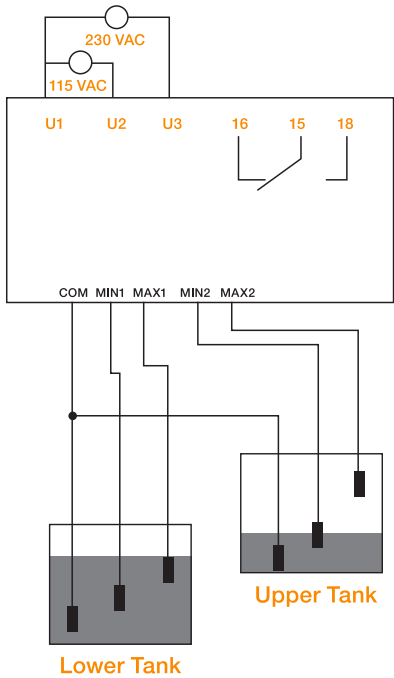 230 VAC
115 VAC
U1 U2 U3 16 15 18
COM MIN1 MAX1 MIN2 MAX2
Upper Tank
Lower Tank